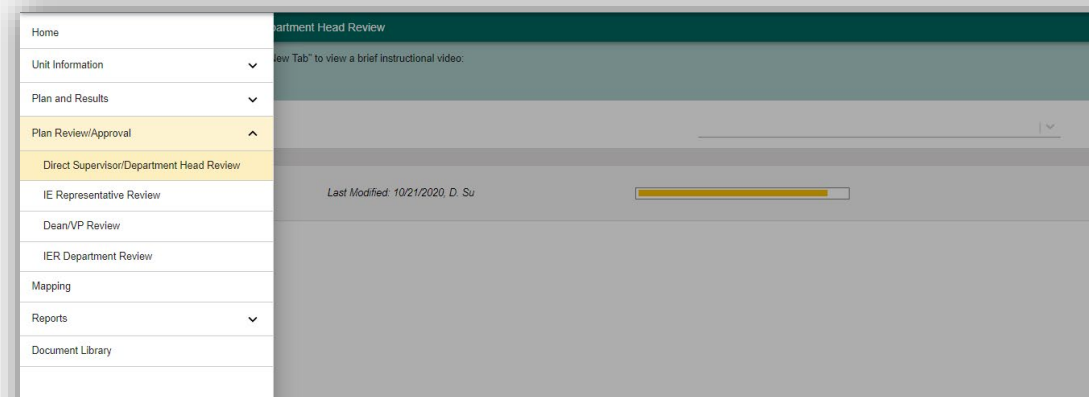 Home
Unit Information
Plan and Results
Plan Review/Approval
Direct Supervisor/Department Head Review
IE Representative Review
Dean/VP Review
IER Department Review
Mapping
Reports
Document Library
Department Head Review
New Tab" to view a brief instructional video:
Last Modified: 10/21/2020, D. Su